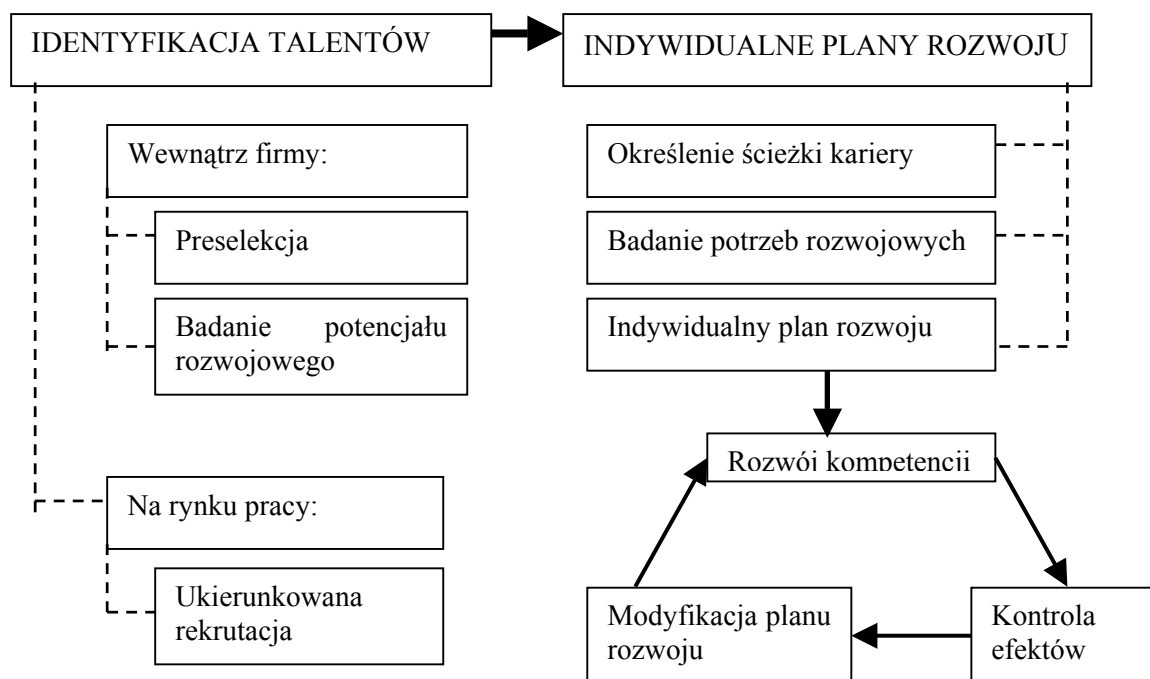 IDENTYFIKACJA TALENTÓW
INDYWIDUALNE PLANY ROZWOJU
Wewnątrz firmy:
Preselekcja
Badanie potencjału
rozwojowego
Na rynku pracy:
Ukierunkowana
rekrutacja
Określenie ścieżki kariery
Badanie potrzeb rozwojowych
Indywidualny plan rozwoju
Rozwój kompetencji
Kontrola
efektów
Modyfikacja planu
rozwoju